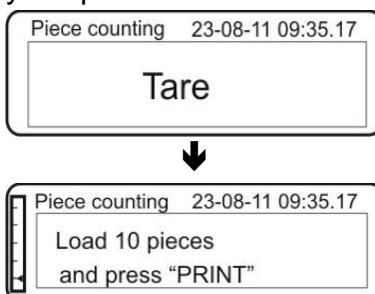 Piece counting 23-08-11 09:35.17
Tare
Piece counting 23-08-11 09:35.17
Load 10 pieces
and press “PRINT”